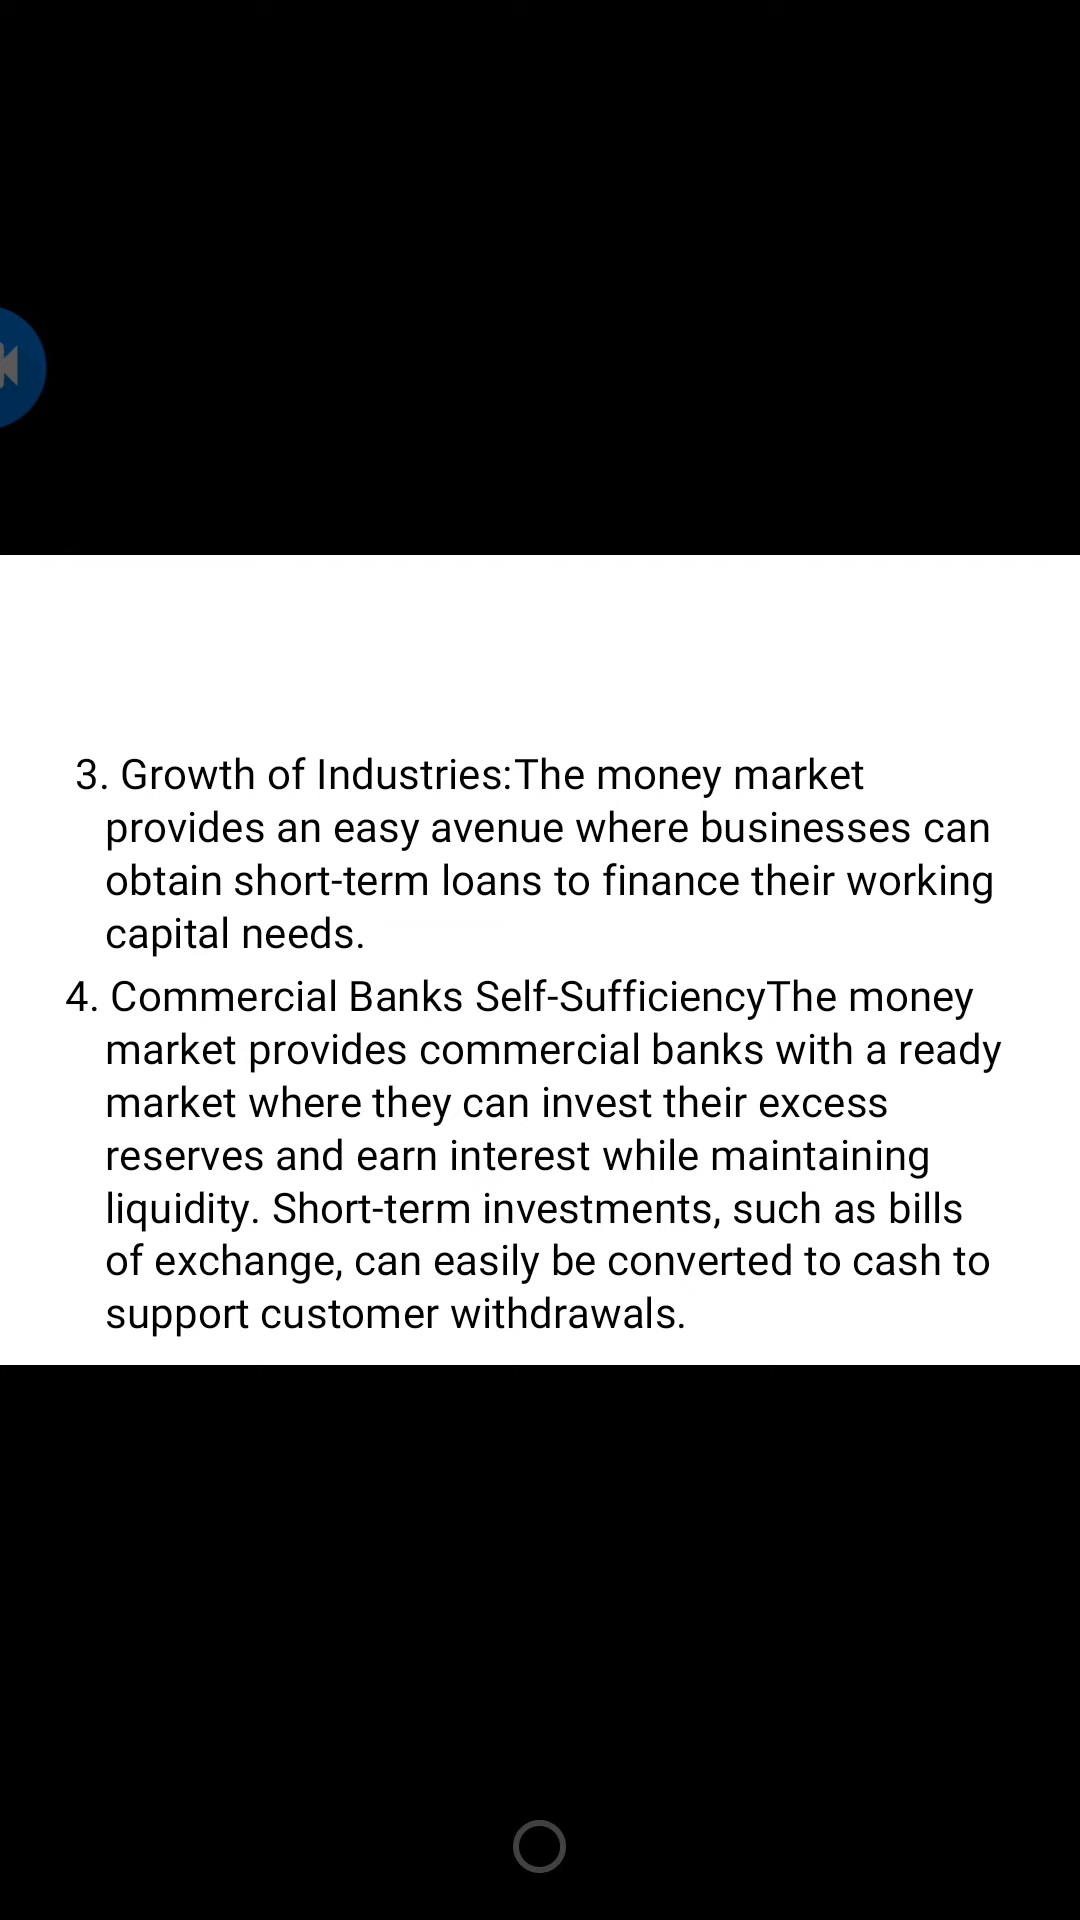 3. Growth of Industries:The money market
provides an easy avenue where businesses can
obtain short-term loans to finance their working
capital needs.
4. Commercial Banks Self-SufficiencyThe money
market provides commercial banks with a ready
market where they can invest their excess
reserves and earn interest while maintaining
liquidity. Short-term investments, such as bills
of exchange, can easily be converted to cash to
support customer withdrawals.